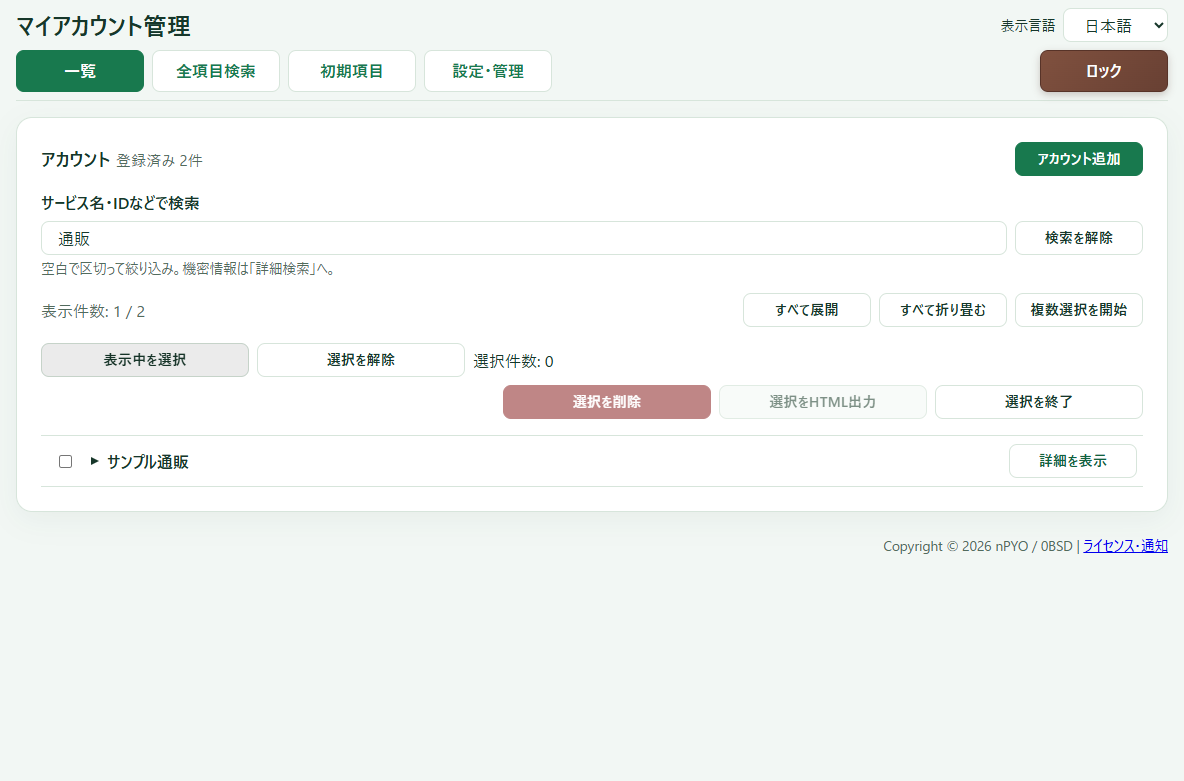 マイアカウント管理
表示言語 日本語
一覧 全項目検索 初期項目 設定・管理 ロック
アカウント 登録済み 2件 アカウント追加
サービス名・IDなどで検索
通販 検索を解除
空白で区切って絞り込み。機密情報は「詳細検索」へ。
表示件数: 1 / 2 すべて展開 すべて折り畳む 複数選択を開始
表示中を選択 選択を解除 選択件数: 0
選択を削除 選択をHTML出力 選択を終了
サンプル通販 詳細を表示
Copyright © 2026 nPYO / 0BSD | ライセンス・通知